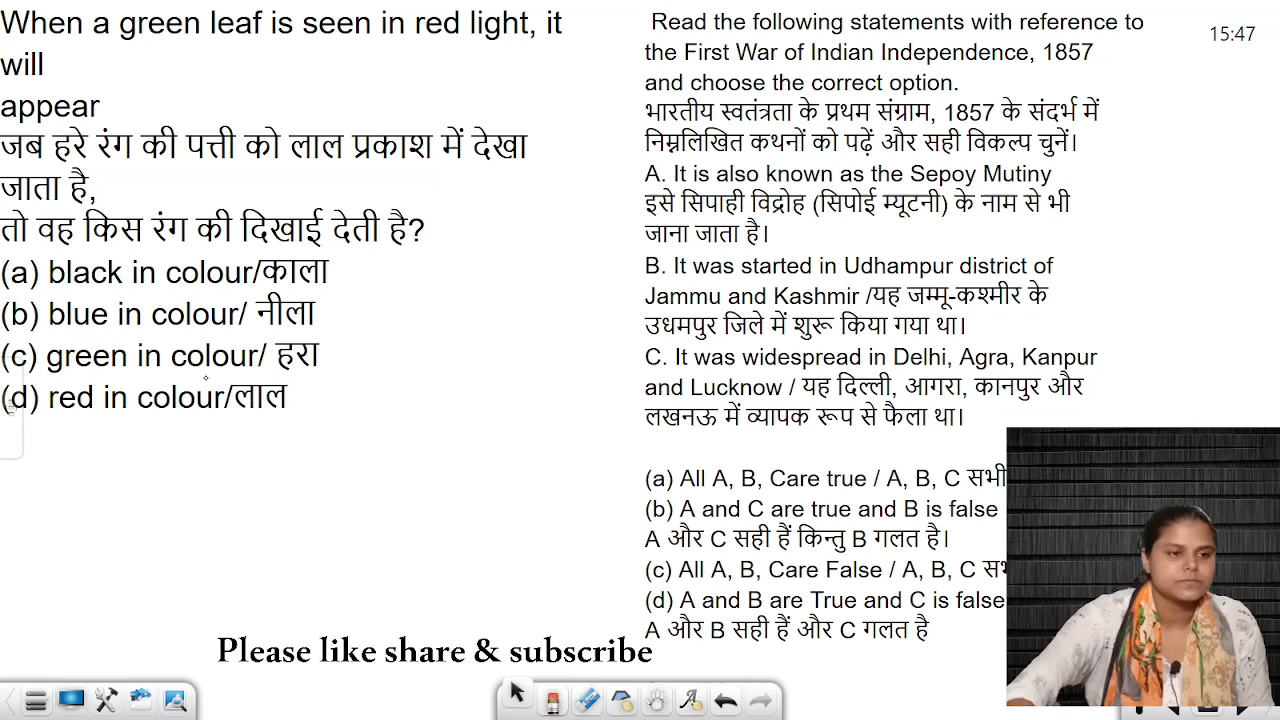 When a green leaf is seen in red light, it
will
appear
जब हरे रंग की पत्ती को लाल प्रकाश में देखा
जाता है,
तो वह किस रंग की दिखाई देती है?
(a) black in colour/काला
(b) blue in colour/ नीला
(c) green in colour/ हरा
(d) red in colour/लाल
Read the following statements with reference to
the First War of Indian Independence, 1857
and choose the correct option.
भारतीय स्वतंत्रता के प्रथम संग्राम, 1857 के संदर्भ में
निम्नलिखित कथनों को पढ़ें और सही विकल्प चुनें।
A. It is also known as the Sepoy Mutiny
इसे सिपाही विद्रोह (सिपोई म्यूटनी) के नाम से भी
जाना जाता है।
B. It was started in Udhampur district of
Jammu and Kashmir /यह जम्मू-कश्मीर के
उधमपुर जिले में शुरू किया गया था।
C. It was widespread in Delhi, Agra, Kanpur
and Lucknow / यह दिल्ली, आगरा, कानपुर और
लखनऊ में व्यापक रूप से फैला था।
(a) All A, B, Care true / A, B, C सभी
(b) A and C are true and B is false
A और C सही हैं किन्तु B गलत है।
(c) All A, B, Care False / A, B, C
(d) A and B are True and C is false
A और B सही हैं और C गलत है
15:47
Please like share & subscribe